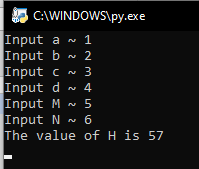 C:\WINDOWS\py.exe
Input a ~ 1
Input b ~ 2
Input c ~ 3
Input d ~ 4
Input M ~ 5
Input N ~ 6
The value of H is 57